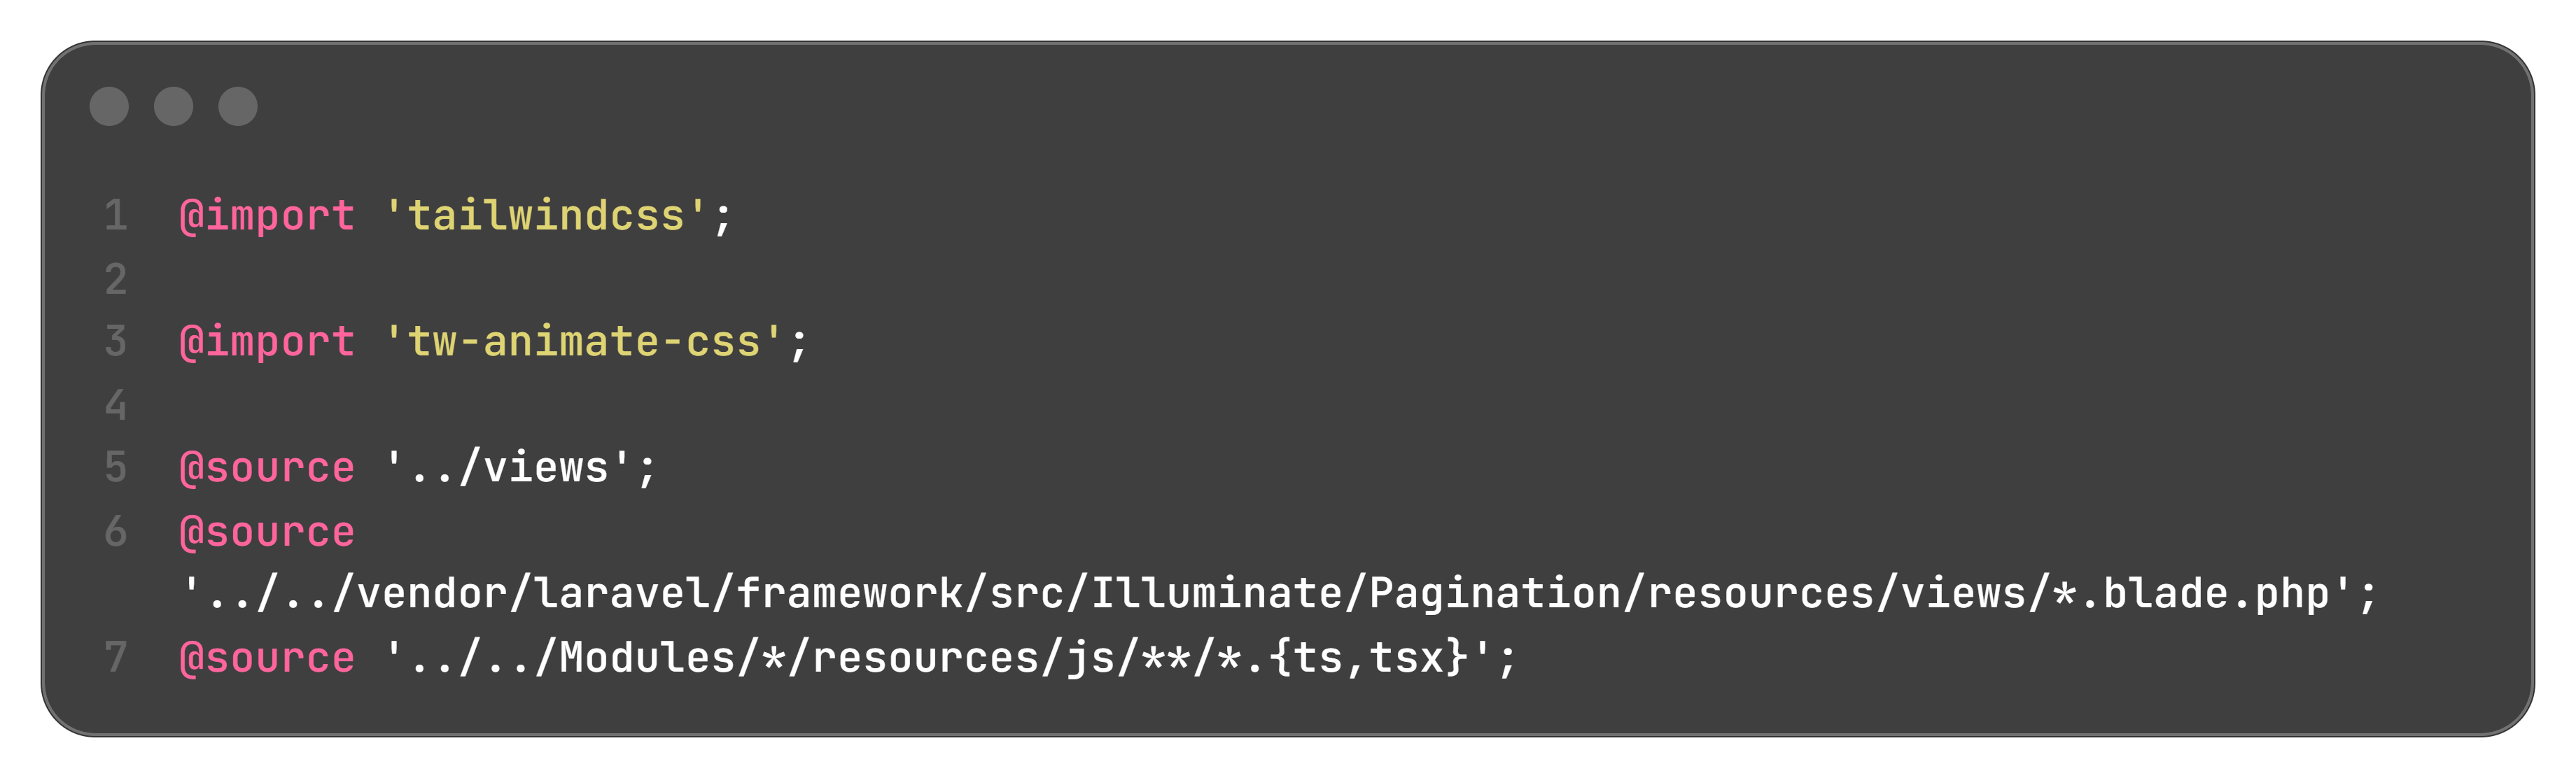 1 @import 'tailwindcss';
2
3 @import 'tw-animate-css';
4
5 @source '../views';
6 @source
'../../vendor/laravel/framework/src/Illuminate/Pagination/resources/views/*.blade.php';
7 @source '../../Modules/*/resources/js/**/*.{ts,tsx}';